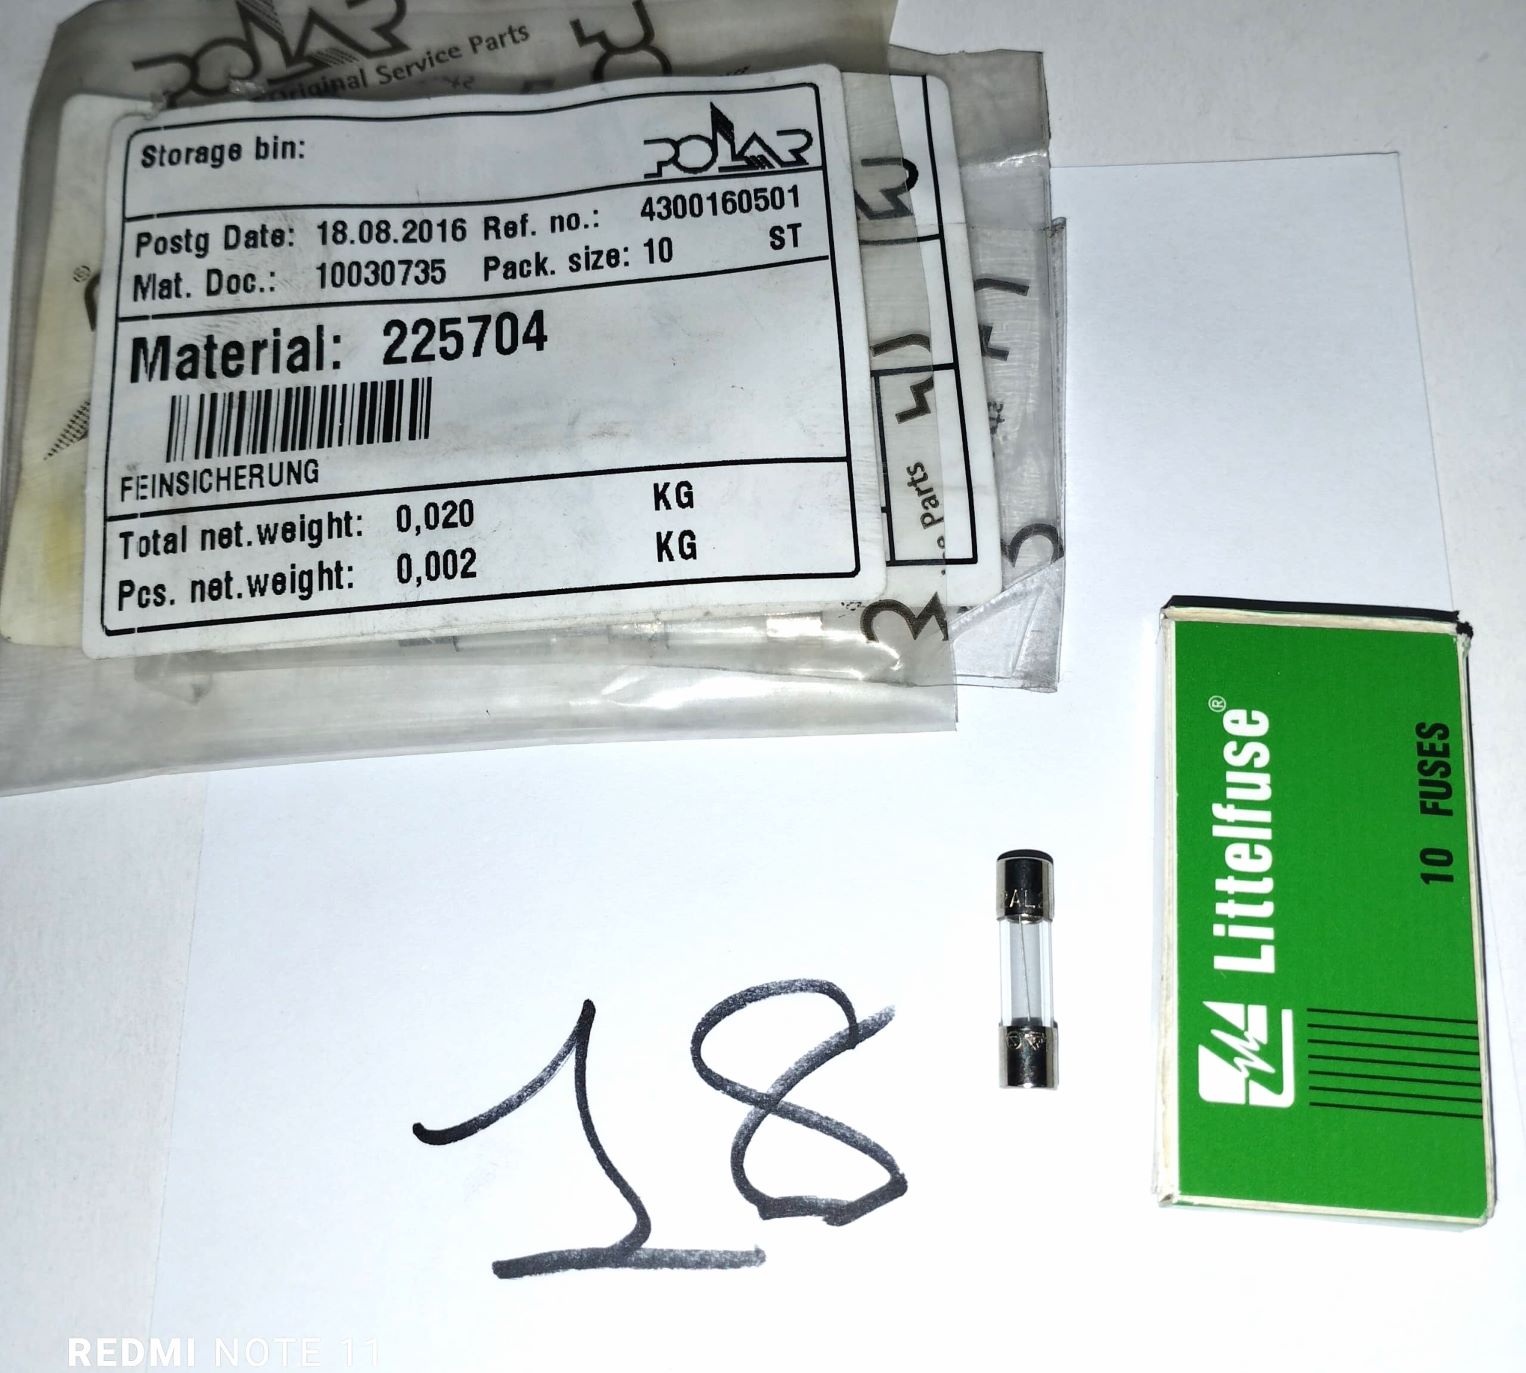 POLAR
Original Service Parts
Storage bin:
POLAR
Postg Date: 18.08.2016 Ref. no.: 4300160501
Mat. Doc.: 10030735 Pack. size: 10 ST
Material: 225704
FEINSICHERUNG
Total net.weight: 0,020 KG
Pcs. net.weight: 0,002 KG
Parts
Littelfuse®
10 FUSES
18
REDMI NOTE 11